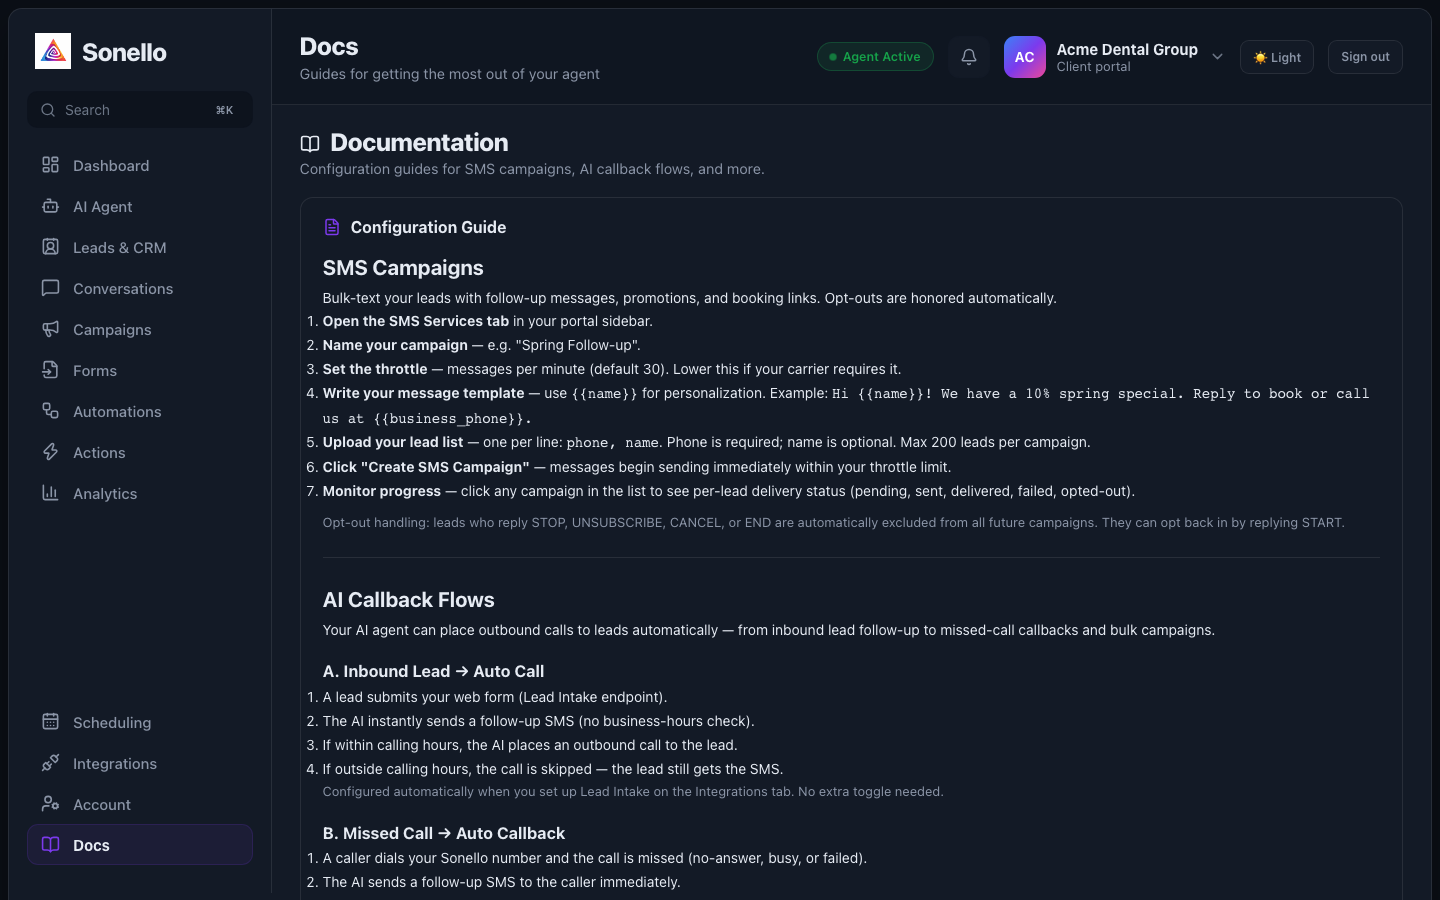 Sonello
Search ⌘K
Dashboard
AI Agent
Leads & CRM
Conversations
Campaigns
Forms
Automations
Actions
Analytics
Scheduling
Integrations
Account
Docs
Docs
Guides for getting the most out of your agent
Agent Active
AC
Acme Dental Group
Client portal
Light
Sign out
Documentation
Configuration guides for SMS campaigns, AI callback flows, and more.
Configuration Guide
SMS Campaigns
Bulk-text your leads with follow-up messages, promotions, and booking links. Opt-outs are honored automatically.
1. Open the SMS Services tab in your portal sidebar.
2. Name your campaign — e.g. "Spring Follow-up".
3. Set the throttle — messages per minute (default 30). Lower this if your carrier requires it.
4. Write your message template — use {{name}} for personalization. Example: Hi {{name}}! We have a 10% spring special. Reply to book or call
us at {{business_phone}}.
5. Upload your lead list — one per line: phone, name. Phone is required; name is optional. Max 200 leads per campaign.
6. Click "Create SMS Campaign" — messages begin sending immediately within your throttle limit.
7. Monitor progress — click any campaign in the list to see per-lead delivery status (pending, sent, delivered, failed, opted-out).
Opt-out handling: leads who reply STOP, UNSUBSCRIBE, CANCEL, or END are automatically excluded from all future campaigns. They can opt back in by replying START.
AI Callback Flows
Your AI agent can place outbound calls to leads automatically — from inbound lead follow-up to missed-call callbacks and bulk campaigns.
A. Inbound Lead → Auto Call
1. A lead submits your web form (Lead Intake endpoint).
2. The AI instantly sends a follow-up SMS (no business-hours check).
3. If within calling hours, the AI places an outbound call to the lead.
4. If outside calling hours, the call is skipped — the lead still gets the SMS.
Configured automatically when you set up Lead Intake on the Integrations tab. No extra toggle needed.
B. Missed Call → Auto Callback
1. A caller dials your Sonello number and the call is missed (no-answer, busy, or failed).
2. The AI sends a follow-up SMS to the caller immediately.